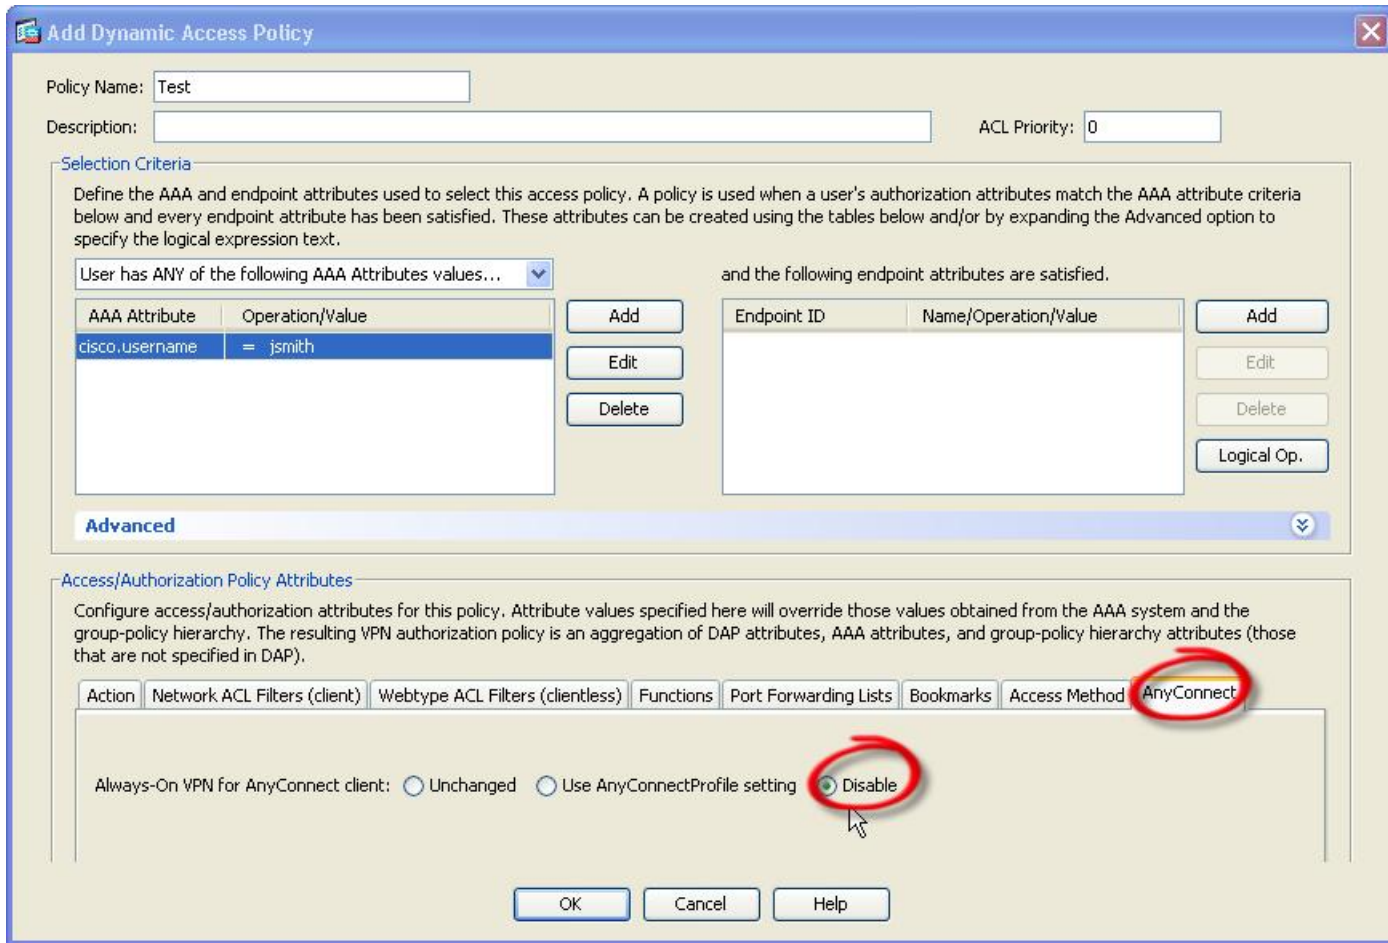 Add Dynamic Access Policy
Policy Name: Test
Description: ACL Priority: 0
Selection Criteria
Define the AAA and endpoint attributes used to select this access policy. A policy is used when a user's authorization attributes match the AAA attribute criteria
below and every endpoint attribute has been satisfied. These attributes can be created using the tables below and/or by expanding the Advanced option to
specify the logical expression text.
User has ANY of the following AAA Attributes values... and the following endpoint attributes are satisfied.
AAA Attribute Operation/Value Add Endpoint ID Name/Operation/Value Add
cisco.username = jsmith
Edit Edit
Delete Delete
Logical Op.
Advanced
Access/Authorization Policy Attributes
Configure access/authorization attributes for this policy. Attribute values specified here will override those values obtained from the AAA system and the
group-policy hierarchy. The resulting VPN authorization policy is an aggregation of DAP attributes, AAA attributes, and group-policy hierarchy attributes (those
that are not specified in DAP).
Action Network ACL Filters (client) Webtype ACL Filters (clientless) Functions Port Forwarding Lists Bookmarks Access Method AnyConnect
Always-On VPN for AnyConnect client: Unchanged Use AnyConnectProfile setting Disable
OK Cancel Help